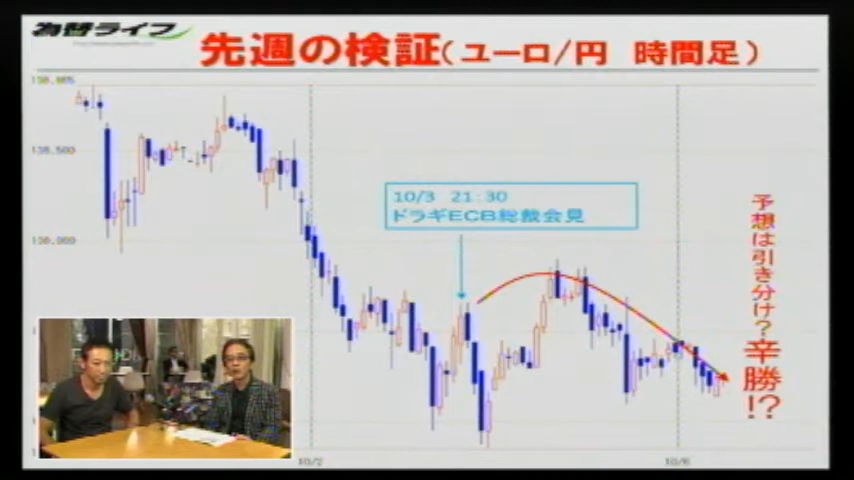 為替ライフ
先週の検証(ユーロ/円 時間足)
138.500
10/3 21:30
ドラギECB総裁会見
予想は引き分け?辛勝!?
10/2
10/6